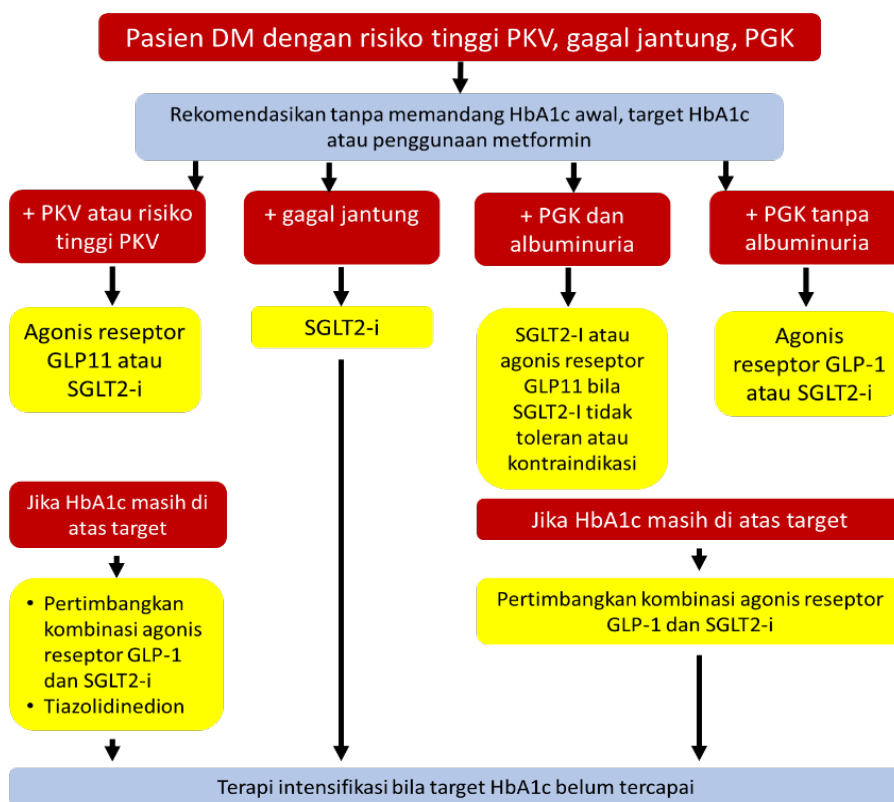 Pasien DM dengan risiko tinggi PKV, gagal jantung, PGK
Rekomendasikan tanpa memandang HbA1c awal, target HbA1c
atau penggunaan metformin
+ PKV atau risiko
tinggi PKV
+ gagal jantung
+ PGK dan
albuminuria
+ PGK tanpa
albuminuria
Agonis reseptor
GLP11 atau
SGLT2-i
SGLT2-i
SGLT2-I atau
agonis reseptor
GLP11 bila
SGLT2-I tidak
toleran atau
kontraindikasi
Agonis
reseptor GLP-1
atau SGLT2-i
Jika HbA1c masih di
atas target
Jika HbA1c masih di atas target
• Pertimbangkan
kombinasi agonis
reseptor GLP-1
dan SGLT2-i
• Tiazolidinedion
Pertimbangkan kombinasi agonis reseptor
GLP-1 dan SGLT2-i
Terapi intensifikasi bila target HbA1c belum tercapai